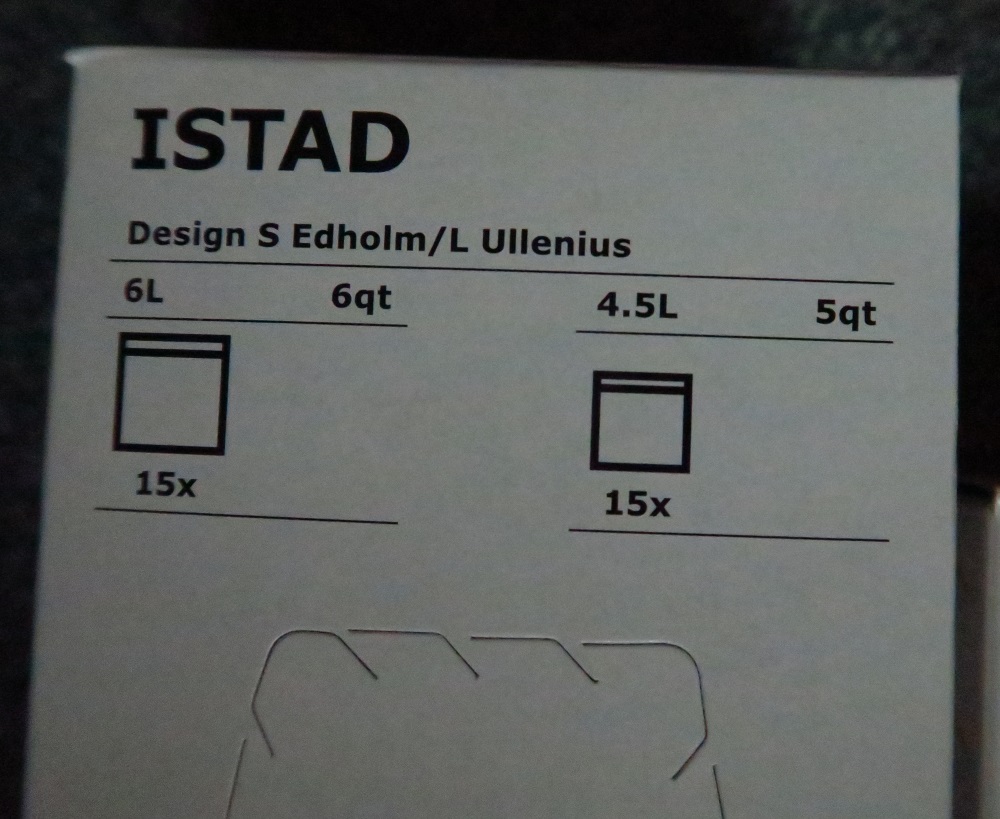 ISTAD
Design S Edholm/L Ullenius
6L 6qt 4.5L 5qt
15x 15x